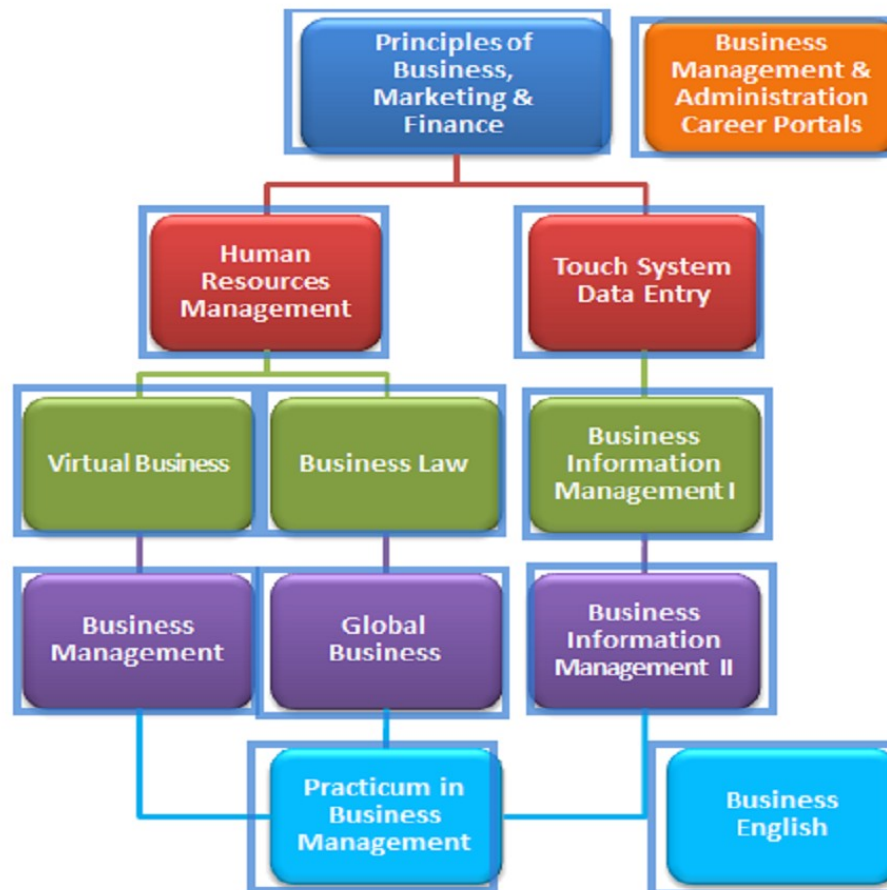 Principles of
Business,
Marketing &
Finance
Business
Management &
Administration
Career Portals
Human
Resources
Management
Touch System
Data Entry
Virtual Business
Business Law
Business
Information
Management I
Business
Management
Global
Business
Business
Information
Management II
Practicum in
Business
Management
Business
English